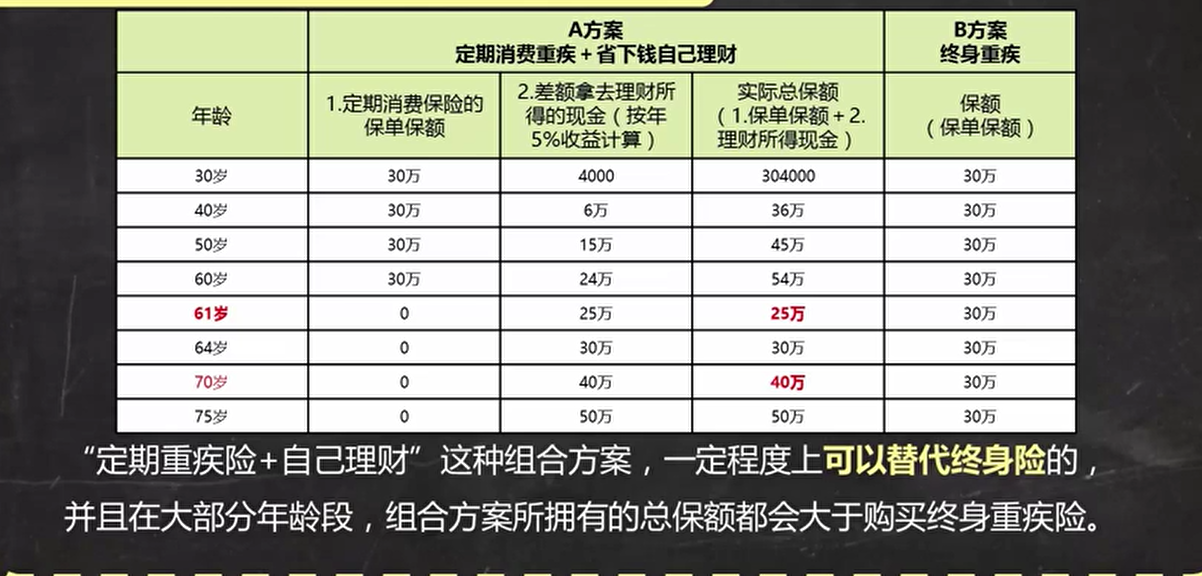 A方案
定期消费重疾＋省下钱自己理财
B方案
终身重疾
年龄
1.定期消费保险的
保单保额
2.差额拿去理财所
得的现金（按年
5%收益计算）
实际总保额
（1.保单保额＋2.
理财所得现金）
保额
（保单保额）
30岁 30万 4000 304000 30万
40岁 30万 6万 36万 30万
50岁 30万 15万 45万 30万
60岁 30万 24万 54万 30万
61岁 0 25万 25万 30万
64岁 0 30万 30万 30万
70岁 0 40万 40万 30万
75岁 0 50万 50万 30万
“定期重疾险+自己理财”这种组合方案，一定程度上可以替代终身险的，
并且在大部分年龄段，组合方案所拥有的总保额都会大于购买终身重疾险。